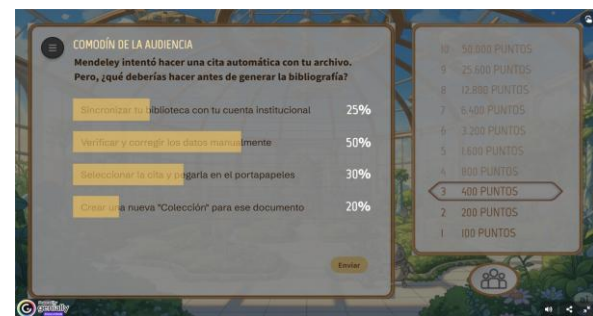 COMODÍN DE LA AUDIENCIA
Mendeley intentó hacer una cita automática con tu archivo.
Pero, ¿qué deberías hacer antes de generar la bibliografía?
Sincronizar tu biblioteca con tu cuenta institucional 25%
Verificar y corregir los datos manualmente 50%
Seleccionar la cita y pegarla en el portapapeles 30%
Crear una nueva "Colección" para ese documento 20%
Enviar
10 50.000 PUNTOS
9 25.600 PUNTOS
8 12.800 PUNTOS
7 6.400 PUNTOS
6 3.200 PUNTOS
5 1.600 PUNTOS
4 800 PUNTOS
3 400 PUNTOS
2 200 PUNTOS
1 100 PUNTOS
genially